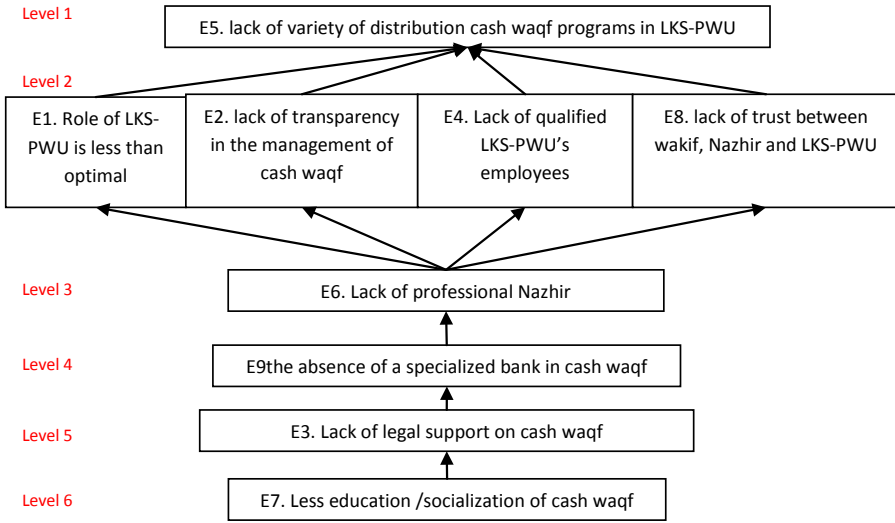 Level 1
E5. lack of variety of distribution cash waqf programs in LKS-PWU
Level 2
E1. Role of LKS-
PWU is less than
optimal
E2. lack of transparency
in the management of
cash waqf
E4. Lack of qualified
LKS-PWU’s
employees
E8. lack of trust between
wakif, Nazhir and LKS-PWU
Level 3
E6. Lack of professional Nazhir
Level 4
E9the absence of a specialized bank in cash waqf
Level 5
E3. Lack of legal support on cash waqf
Level 6
E7. Less education /socialization of cash waqf